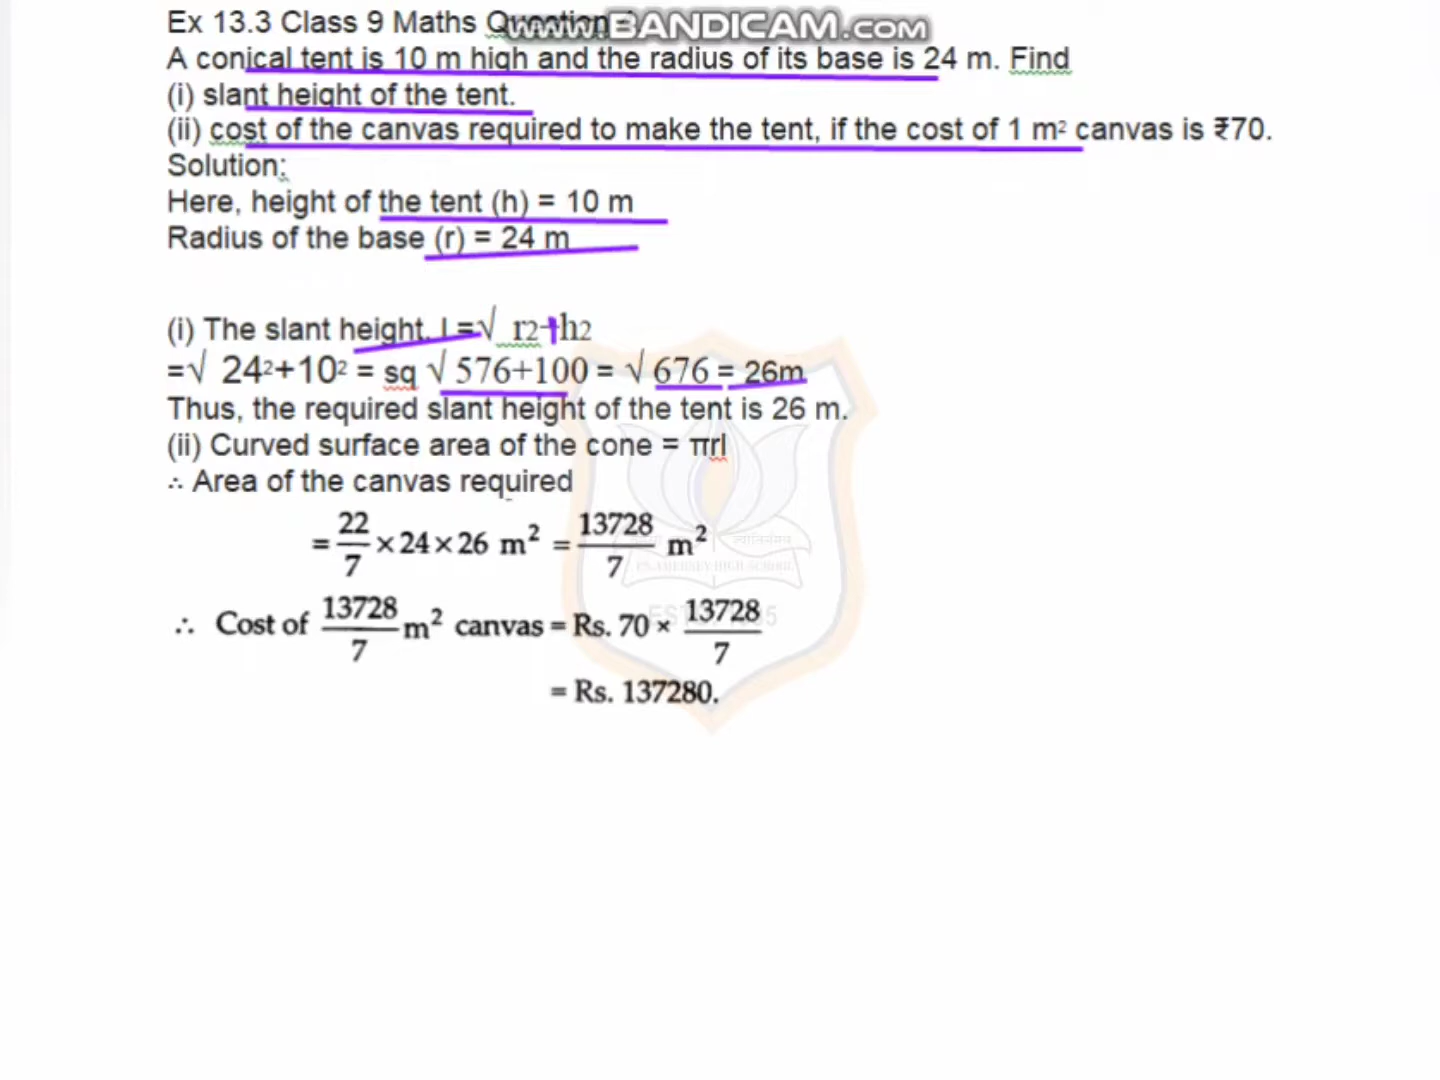 Ex 13.3 Class 9 Maths Question
www.BANDICAM.com
A conical tent is 10 m high and the radius of its base is 24 m. Find
(i) slant height of the tent.
(ii) cost of the canvas required to make the tent, if the cost of 1 m² canvas is ₹70.
Solution:
Here, height of the tent (h) = 10 m
Radius of the base (r) = 24 m
(i) The slant height, l =√ r2+h2
=√ 24²+10² = sq √ 576+100 = √ 676 = 26m
Thus, the required slant height of the tent is 26 m.
(ii) Curved surface area of the cone = πrl
∴ Area of the canvas required
= 22/7 × 24 × 26 m² = 13728/7 m²
∴ Cost of 13728/7 m² canvas = Rs. 70 × 13728/7
= Rs. 137280.